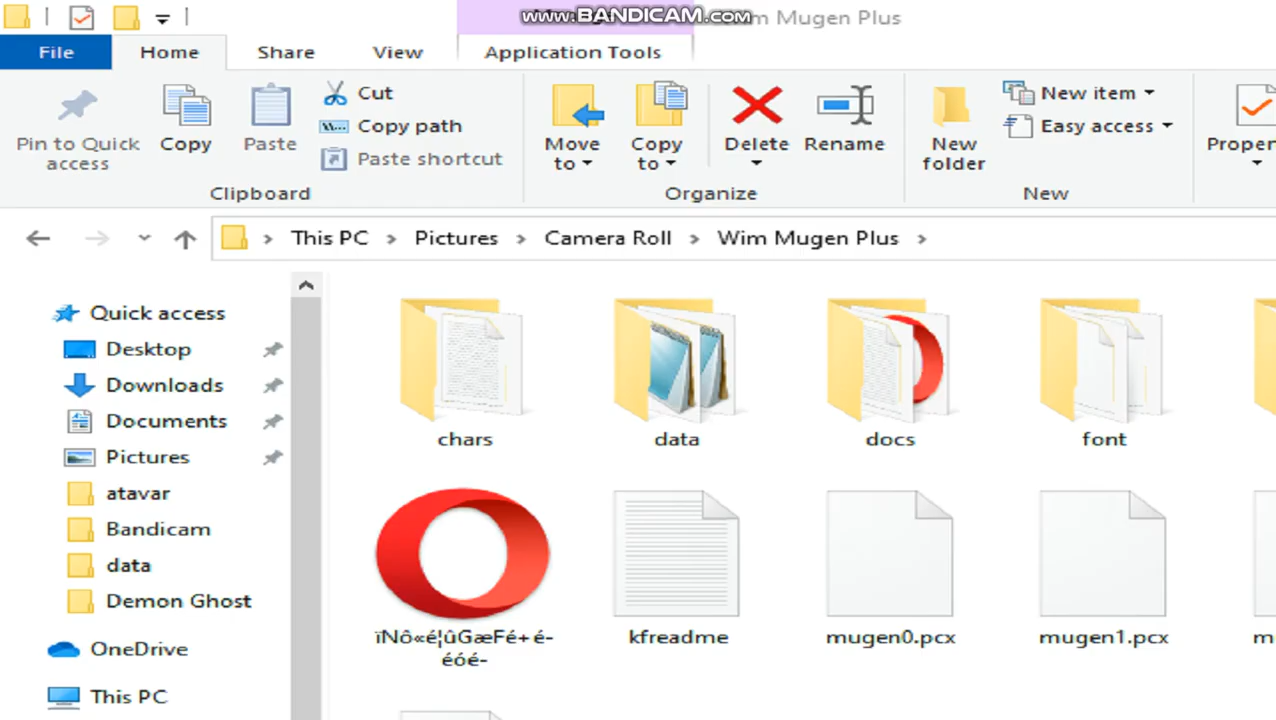 www.BANDICAM.com
Wim Mugen Plus
File Home Share View Application Tools
Pin to Quick access
Copy
Paste
Cut
Copy path
Paste shortcut
Move to
Copy to
Delete
Rename
New folder
New item
Easy access
Clipboard
Organize
New
This PC > Pictures > Camera Roll > Wim Mugen Plus >
Quick access
Desktop
Downloads
Documents
Pictures
atavar
Bandicam
data
Demon Ghost
OneDrive
This PC
chars
data
docs
font
ïNô«é¦ûGæFé+é-
éóé-
kfreadme
mugen0.pcx
mugen1.pcx